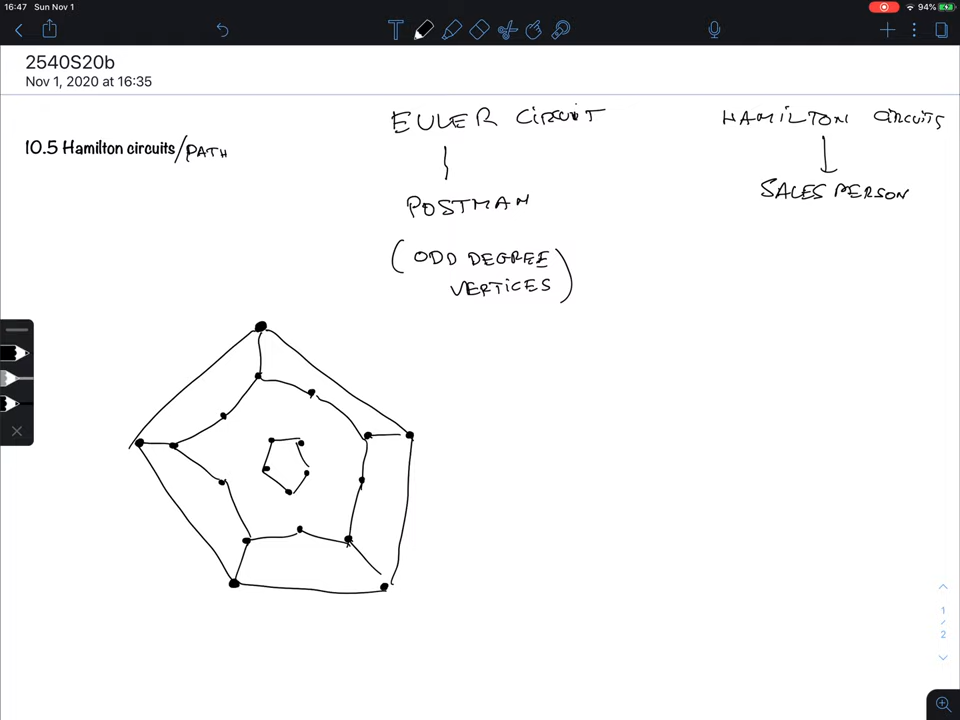 16:47 Sun Nov 1
94%
2540S20b
Nov 1, 2020 at 16:35
10.5 Hamilton circuits/PATH
EULER CIRCUIT
POSTMAN
(ODD DEGREE
VERTICES)
HAMILTON CIRCUITS
SALES PERSON
1
/
2